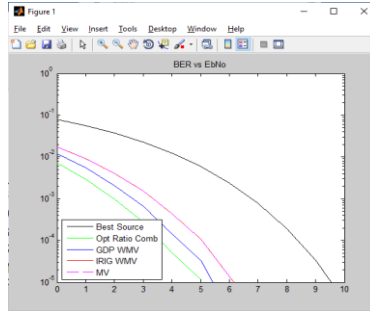 Figure 1
File Edit View Insert Tools Desktop Window Help
BER vs EbNo
10^0
10^-1
10^-2
10^-3
10^-4
10^-5
Best Source
Opt Ratio Comb
GDP WMV
IRIG WMV
MV
0 1 2 3 4 5 6 7 8 9 10